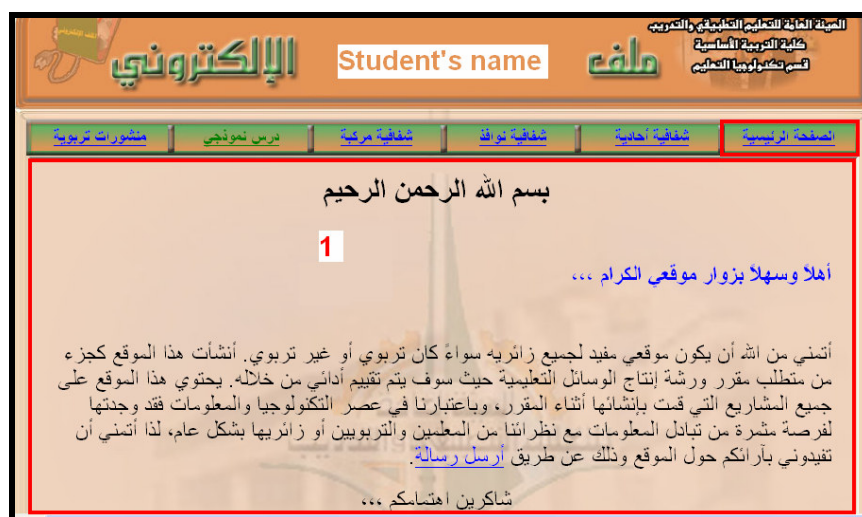 الهيئة العامة للتعليم التطبيقي والتدريب
كلية التربية الأساسية
قسم تكنولوجيا التعليم
ملف Student's name الإلكتروني
الصفحة الرئيسية شفافية أحادية شفافية نوافذ شفافية مركبة درس نموذجي منشورات تربوية
بسم الله الرحمن الرحيم
1
أهلاً وسهلاً بزوار موقعي الكرام ،،،
أتمني من الله أن يكون موقعي مفيد لجميع زائريه سواءً كان تربوي أو غير تربوي. أنشأت هذا الموقع كجزء
من متطلب مقرر ورشة إنتاج الوسائل التعليمية حيث سوف يتم تقييم أدائي من خلاله. يحتوي هذا الموقع على
جميع المشاريع التي قمت بإنشائها أثناء المقرر، وباعتبارنا في عصر التكنولوجيا والمعلومات فقد وجدتها
لفرصة مثمرة من تبادل المعلومات مع نظرائنا من المعلمين والتربويين أو زائريها بشكل عام، لذا أتمني أن
تفيدوني بآرائكم حول الموقع وذلك عن طريق أرسل رسالة.
شاكرين اهتمامكم ،،،